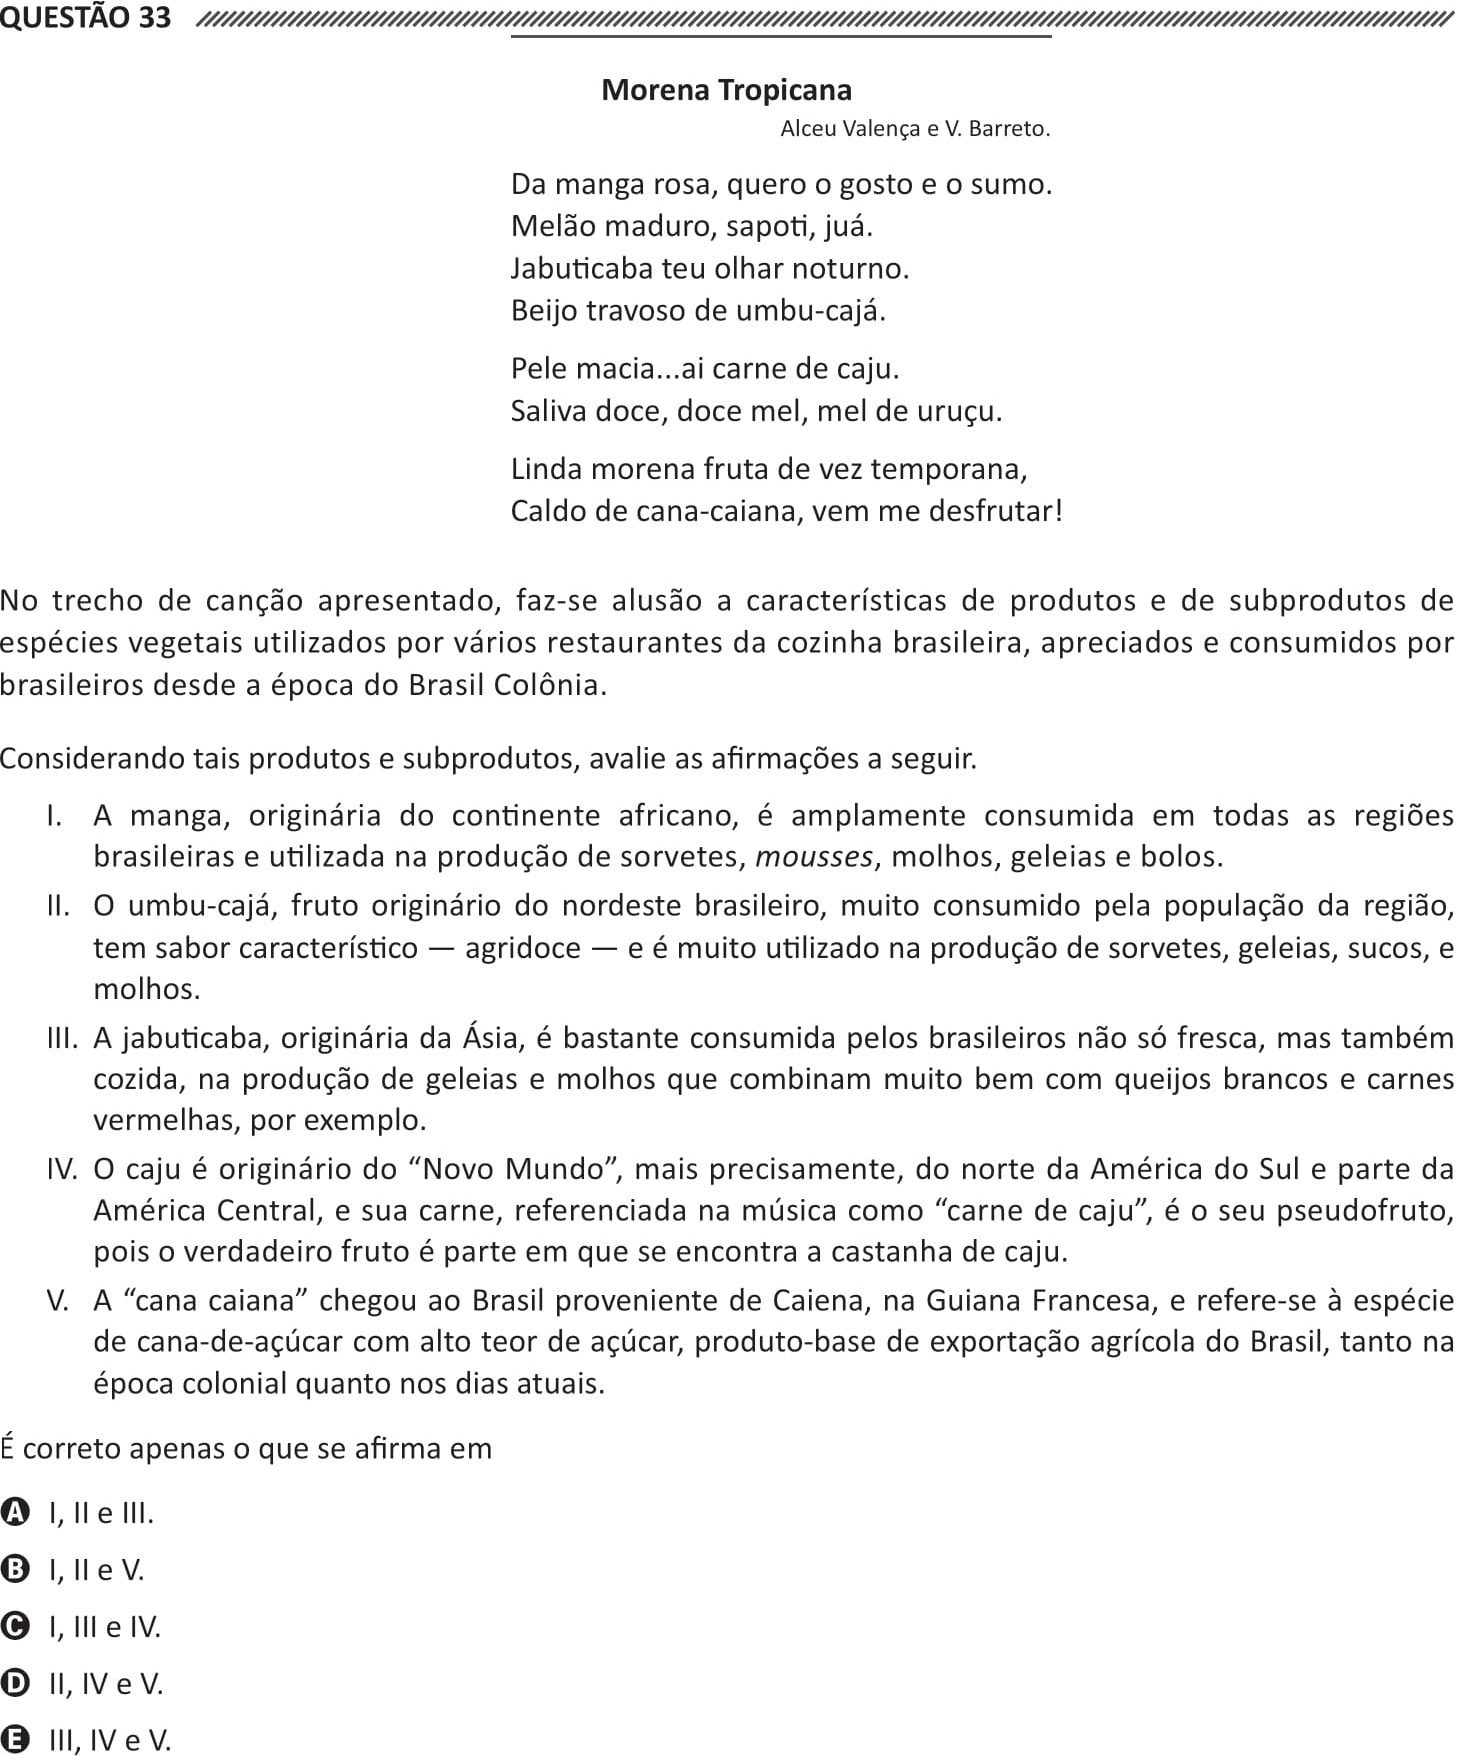 QUESTÃO 33
Morena Tropicana
Alceu Valença e V. Barreto.
Da manga rosa, quero o gosto e o sumo.
Melão maduro, sapoti, juá.
Jabuticaba teu olhar noturno.
Beijo travoso de umbu-cajá.
Pele macia...ai carne de caju.
Saliva doce, doce mel, mel de uruçu.
Linda morena fruta de vez temporana,
Caldo de cana-caiana, vem me desfrutar!
No trecho de canção apresentado, faz-se alusão a características de produtos e de subprodutos de
espécies vegetais utilizados por vários restaurantes da cozinha brasileira, apreciados e consumidos por
brasileiros desde a época do Brasil Colônia.
Considerando tais produtos e subprodutos, avalie as afirmações a seguir.
I. A manga, originária do continente africano, é amplamente consumida em todas as regiões
brasileiras e utilizada na produção de sorvetes, mousses, molhos, geleias e bolos.
II. O umbu-cajá, fruto originário do nordeste brasileiro, muito consumido pela população da região,
tem sabor característico — agridoce — e é muito utilizado na produção de sorvetes, geleias, sucos, e
molhos.
III. A jabuticaba, originária da Ásia, é bastante consumida pelos brasileiros não só fresca, mas também
cozida, na produção de geleias e molhos que combinam muito bem com queijos brancos e carnes
vermelhas, por exemplo.
IV. O caju é originário do “Novo Mundo”, mais precisamente, do norte da América do Sul e parte da
América Central, e sua carne, referenciada na música como “carne de caju”, é o seu pseudofruto,
pois o verdadeiro fruto é parte em que se encontra a castanha de caju.
V. A “cana caiana” chegou ao Brasil proveniente de Caiena, na Guiana Francesa, e refere-se à espécie
de cana-de-açúcar com alto teor de açúcar, produto-base de exportação agrícola do Brasil, tanto na
época colonial quanto nos dias atuais.
É correto apenas o que se afirma em
A I, II e III.
B I, II e V.
C I, III e IV.
D II, IV e V.
E III, IV e V.